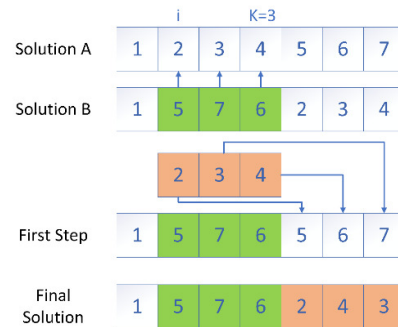 i K=3
Solution A 1 2 3 4 5 6 7
Solution B 1 5 7 6 2 3 4
2 3 4
First Step 1 5 7 6 5 6 7
Final
Solution 1 5 7 6 2 4 3